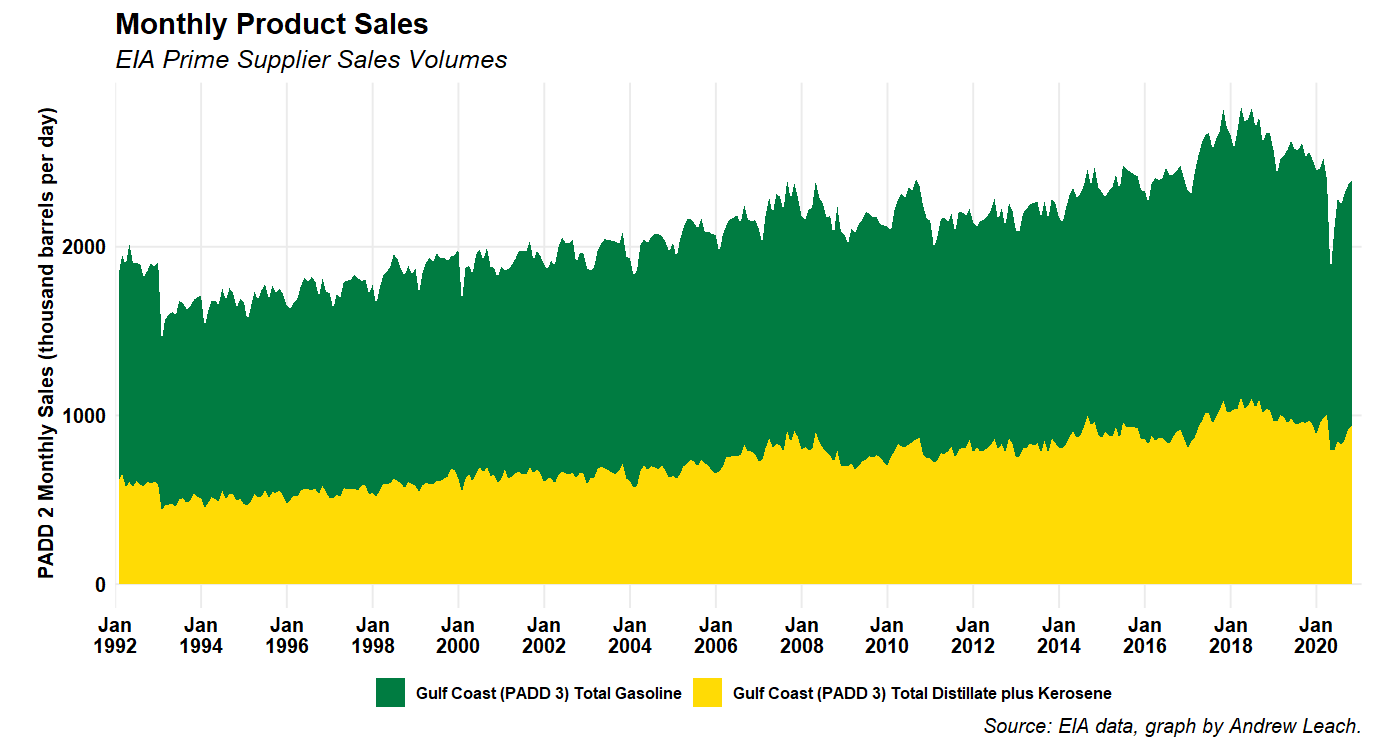 Monthly Product Sales
EIA Prime Supplier Sales Volumes
PADD 2 Monthly Sales (thousand barrels per day)
2000
1000
0
Jan Jan Jan Jan Jan Jan Jan Jan Jan Jan Jan Jan Jan Jan Jan
1992 1994 1996 1998 2000 2002 2004 2006 2008 2010 2012 2014 2016 2018 2020
Gulf Coast (PADD 3) Total Gasoline Gulf Coast (PADD 3) Total Distillate plus Kerosene
Source: EIA data, graph by Andrew Leach.